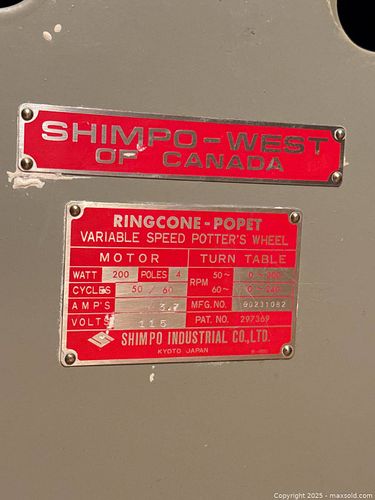 SHIMPO-WEST
OF CANADA
RINGCONE-POPET
VARIABLE SPEED POTTER'S WHEEL
MOTOR TURN TABLE
WATT 200 POLES 4 RPM 50~
CYCLES 50 / 60 60~
AMP'S 3.7 MFG. NO.
VOLTS 115 PAT. NO. 297369
SHIMPO INDUSTRIAL CO., LTD.
KYOTO JAPAN
Copyright © 2025 - maxsold.com